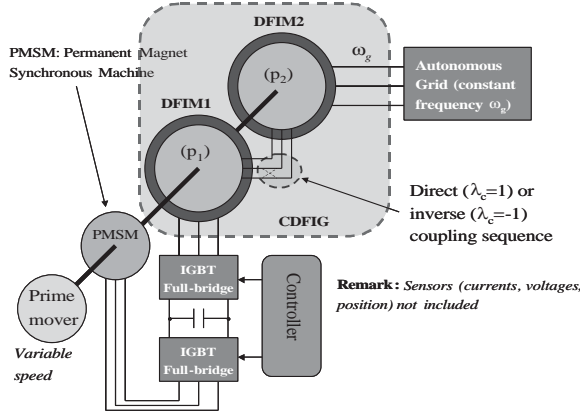 DFIM2
PMSM: Permanent Magnet
Synchronous Machine
ω_g
Autonomous
Grid (constant
frequency ω_g)
(p_2)
DFIM1
(p_1)
Direct (λ_c=1) or
inverse (λ_c=-1)
coupling sequence
CDFIG
PMSM
IGBT
Full-bridge
Controller
Remark: Sensors (currents, voltages,
position) not included
Prime
mover
IGBT
Full-bridge
Variable
speed